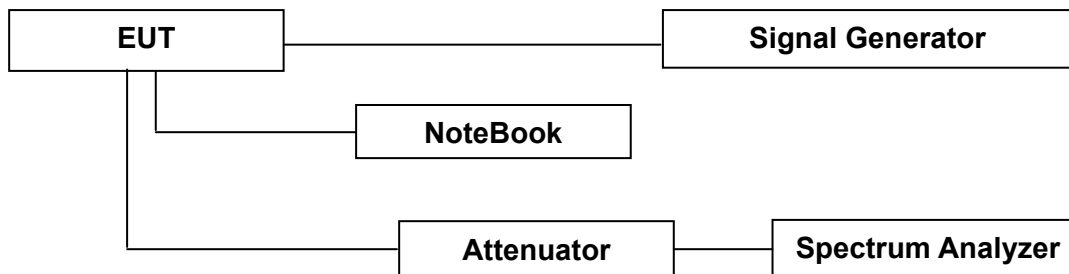 EUT
Signal Generator
NoteBook
Attenuator
Spectrum Analyzer